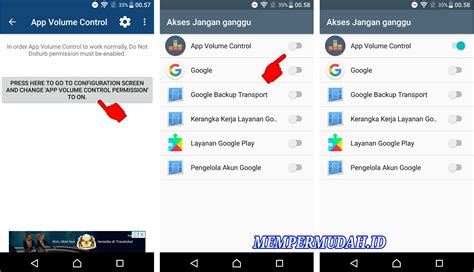 00.57
App Volume Control
In order App Volume Control to work normally, Do Not
Disturb permission must be enabled.
PRESS HERE TO GO TO CONFIGURATION SCREEN
AND CHANGE 'APP VOLUME CONTROL PERMISSION'
TO ON.
00.58
Akses Jangan ganggu
App Volume Control
Google
Google Backup Transport
Kerangka Kerja Layanan Go..
Layanan Google Play
Pengelola Akun Google
00.58
Akses Jangan ganggu
App Volume Control
Google
Google Backup Transport
Kerangka Kerja Layanan Go..
Layanan Google Play
Pengelola Akun Google
MEMPERMUDAH.ID